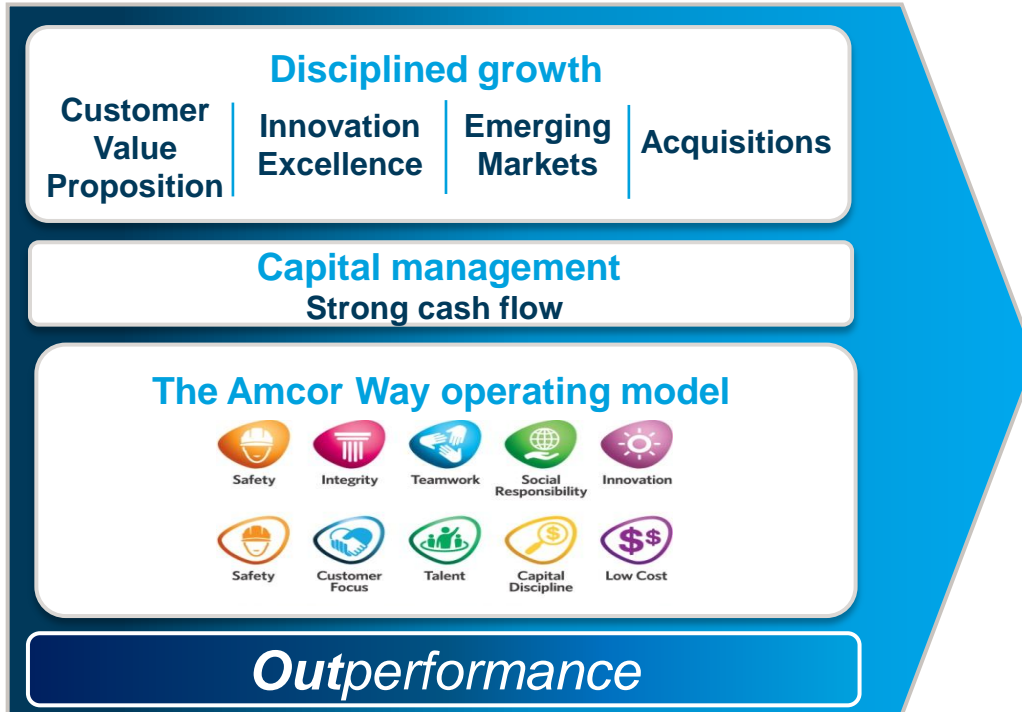 Disciplined growth
Customer
Value
Proposition
Innovation
Excellence
Emerging
Markets
Acquisitions
Capital management
Strong cash flow
The Amcor Way operating model
Safety
Integrity
Teamwork
Social
Responsibility
Innovation
$
$$
Safety
Customer
Focus
Talent
Capital
Discipline
Low Cost
Outperformance